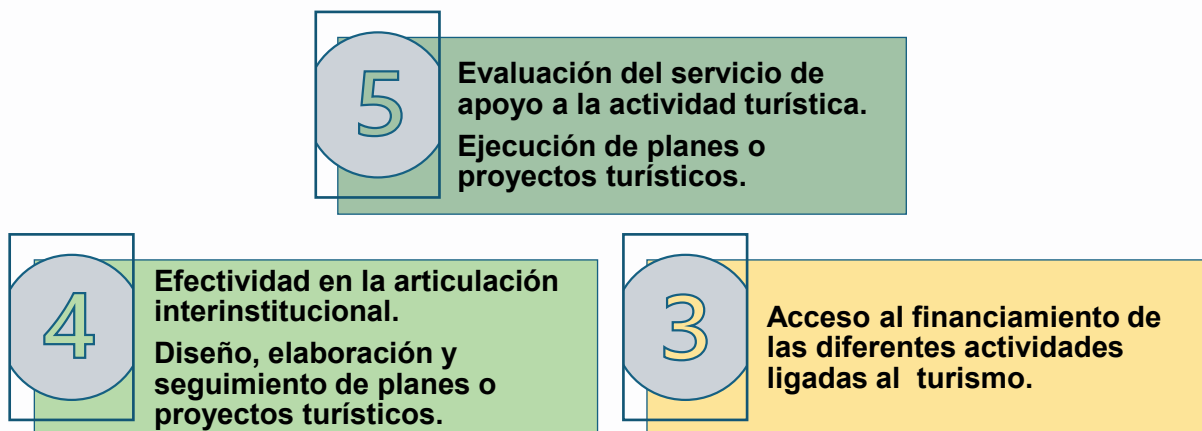 5
Evaluación del servicio de
apoyo a la actividad turística.
Ejecución de planes o
proyectos turísticos.
4
Efectividad en la articulación
interinstitucional.
Diseño, elaboración y
seguimiento de planes o
proyectos turísticos.
3
Acceso al financiamiento de
las diferentes actividades
ligadas al  turismo.